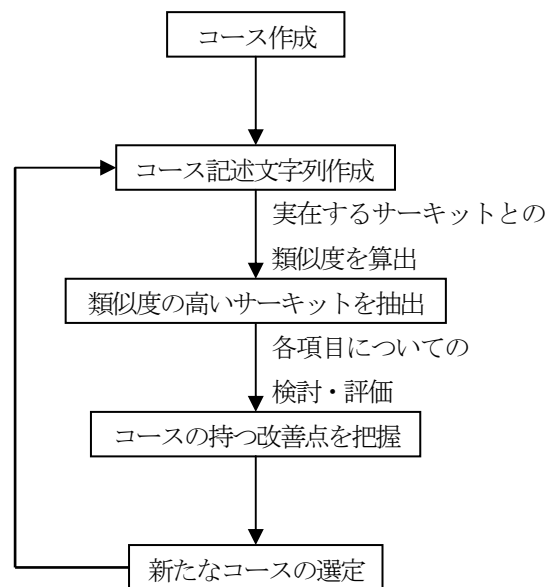 コース作成
コース記述文字列作成
実在するサーキットとの
類似度を算出
類似度の高いサーキットを抽出
各項目についての
検討・評価
コースの持つ改善点を把握
新たなコースの選定